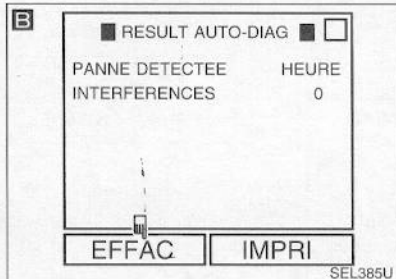 B
RESULT AUTO-DIAG
PANNE DETECTEE HEURE
INTERFERENCES 0
EFFAC IMPRI
SEL385U